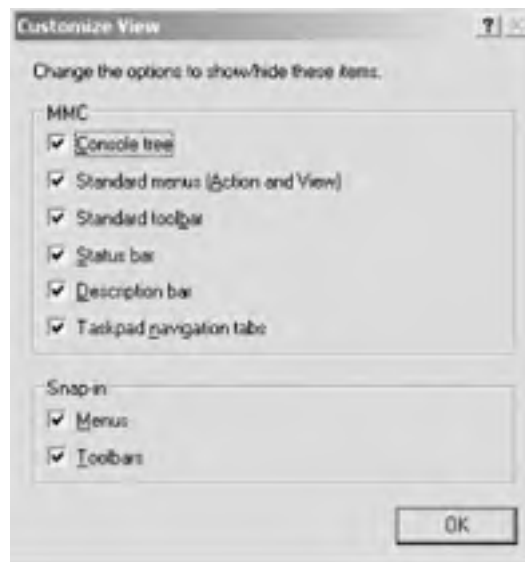 Customize View
?
Change the options to show/hide these items.
MMC
Console tree
Standard menus (Action and View)
Standard toolbar
Status bar
Description bar
Taskpad navigation tabs
Snap-in
Menus
Toolbars
OK